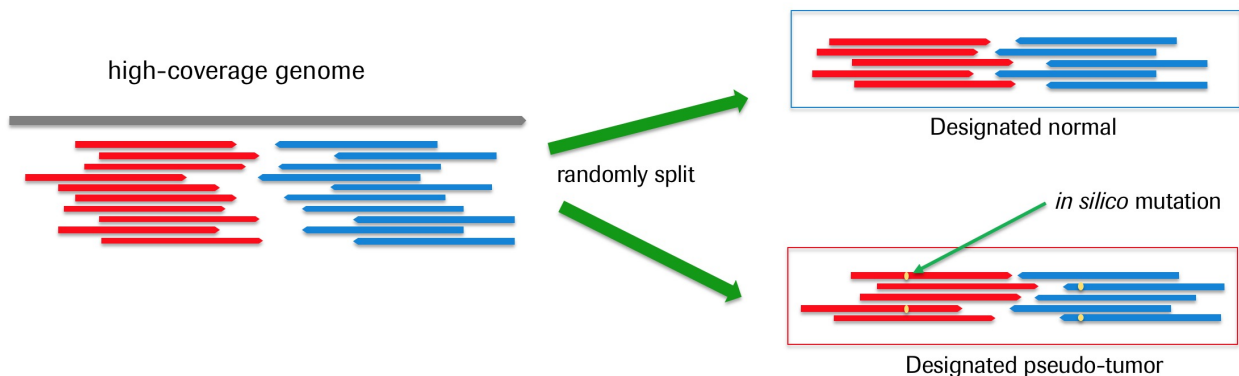 high-coverage genome
randomly split
Designated normal
in silico mutation
Designated pseudo-tumor